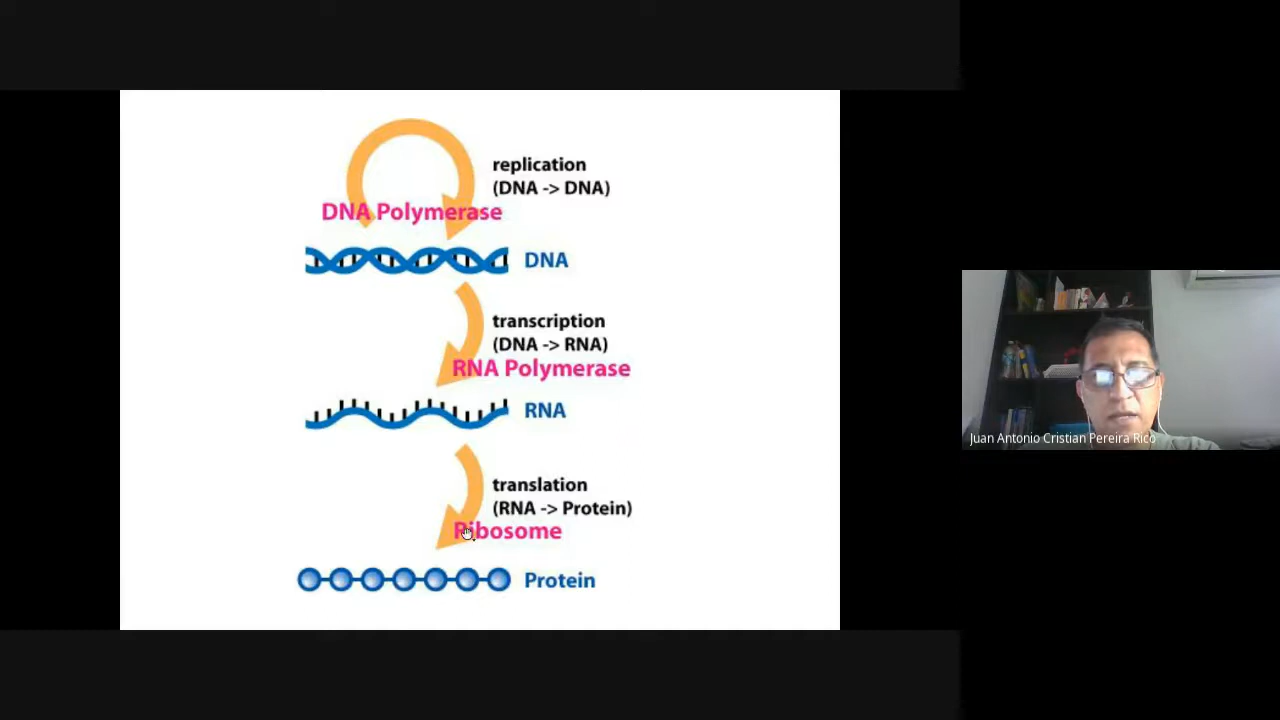 replication
(DNA -> DNA)
DNA Polymerase
DNA
transcription
(DNA -> RNA)
RNA Polymerase
RNA
translation
(RNA -> Protein)
Ribosome
Protein
Juan Antonio Cristian Pereira Rico